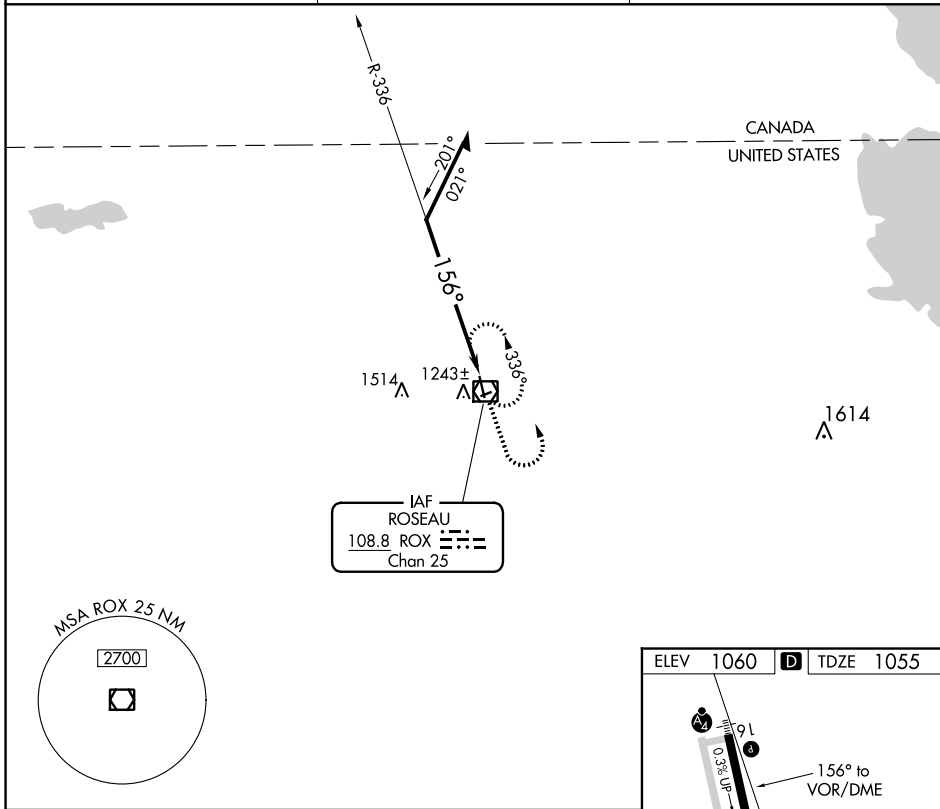 R-336
CANADA
UNITED STATES
201°
021°
156°
336°
1514
1243±
1614
IAF
ROSEAU
108.8 ROX
Chan 25
MSA ROX 25 NM
2700
ELEV 1060 D TDZE 1055
A4
16
P
0.3% UP
156° to
VOR/DME